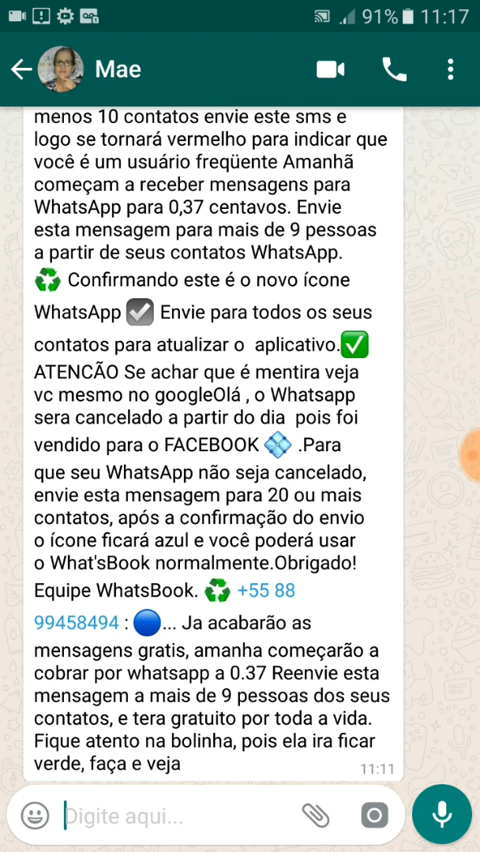 91% 11:17
Mae
menos 10 contatos envie este sms e
logo se tornará vermelho para indicar que
você é um usuário freqüente Amanhã
começam a receber mensagens para
WhatsApp para 0,37 centavos. Envie
esta mensagem para mais de 9 pessoas
a partir de seus contatos WhatsApp.
♻️ Confirmando este é o novo ícone
WhatsApp ☑️ Envie para todos os seus
contatos para atualizar o aplicativo.✅
ATENCÃO Se achar que é mentira veja
vc mesmo no googleOlá , o Whatsapp
sera cancelado a partir do dia pois foi
vendido para o FACEBOOK 💠 .Para
que seu WhatsApp não seja cancelado,
envie esta mensagem para 20 ou mais
contatos, após a confirmação do envio
o ícone ficará azul e você poderá usar
o What'sBook normalmente.Obrigado!
Equipe WhatsBook. ♻️ +55 88
99458494 : 🔵... Ja acabarão as
mensagens gratis, amanha começarão a
cobrar por whatsapp a 0.37 Reenvie esta
mensagem a mais de 9 pessoas dos seus
contatos, e tera gratuito por toda a vida.
Fique atento na bolinha, pois ela ira ficar
verde, faça e veja
11:11
Digite aqui...